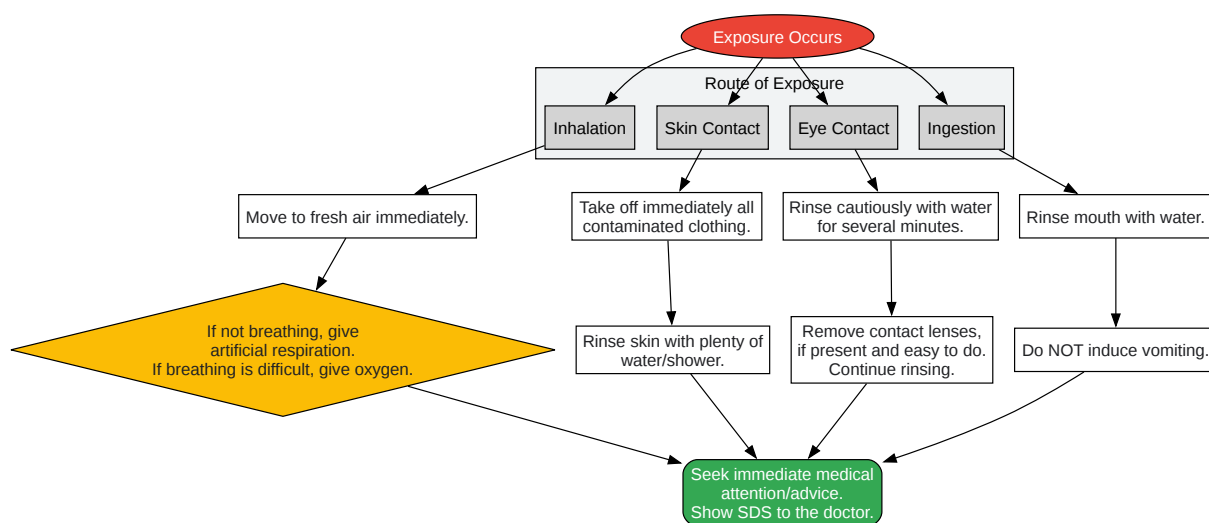 Exposure Occurs
Route of Exposure
Inhalation
Skin Contact
Eye Contact
Ingestion
Move to fresh air immediately.
Take off immediately all
contaminated clothing.
Rinse cautiously with water
for several minutes.
Rinse mouth with water.
If not breathing, give
artificial respiration.
If breathing is difficult, give oxygen.
Rinse skin with plenty of
water/shower.
Remove contact lenses,
if present and easy to do.
Continue rinsing.
Do NOT induce vomiting.
Seek immediate medical
attention/advice.
Show SDS to the doctor.